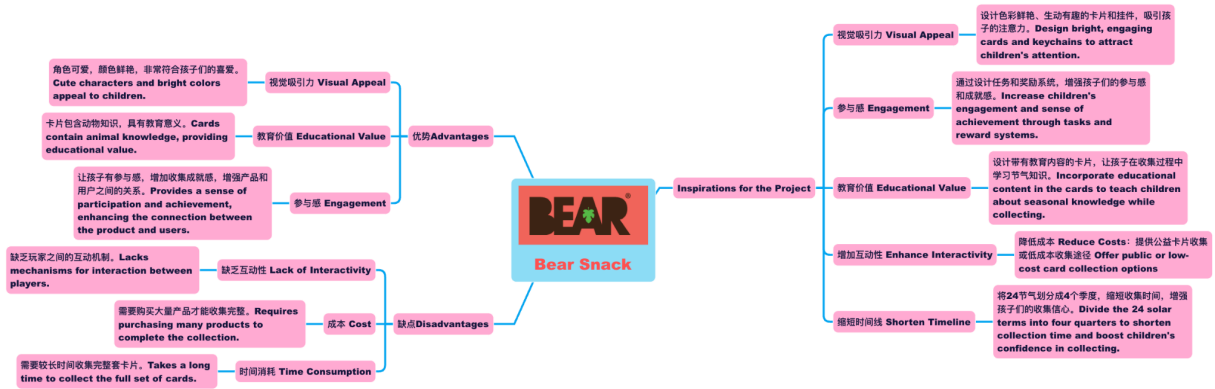 角色可爱，颜色鲜艳，非常符合孩子们的喜爱。
Cute characters and bright colors
appeal to children.
视觉吸引力 Visual Appeal
卡片包含动物知识，具有教育意义。Cards
contain animal knowledge, providing
educational value.
教育价值 Educational Value
让孩子有参与感，增加收集成就感，增强产品和
用户之间的关系。Provides a sense of
participation and achievement,
enhancing the connection between
the product and users.
参与感 Engagement
优势Advantages
缺乏玩家之间的互动机制。Lacks
mechanisms for interaction between
players.
缺乏互动性 Lack of Interactivity
需要购买大量产品才能收集完整。Requires
purchasing many products to
complete the collection.
成本 Cost
需要较长时间收集完整套卡片。Takes a long
time to collect the full set of cards.
时间消耗 Time Consumption
缺点Disadvantages
BEAR®
Bear Snack
Inspirations for the Project
视觉吸引力 Visual Appeal
设计色彩鲜艳、生动有趣的卡片和挂件，吸引孩
子的注意力。Design bright, engaging
cards and keychains to attract
children's attention.
参与感 Engagement
通过设计任务和奖励系统，增强孩子们的参与感
和成就感。Increase children's
engagement and sense of
achievement through tasks and
reward systems.
教育价值 Educational Value
设计带有教育内容的卡片，让孩子在收集过程中
学习节气知识。Incorporate educational
content in the cards to teach children
about seasonal knowledge while
collecting.
增加互动性 Enhance Interactivity
降低成本 Reduce Costs：提供公益卡片收集
或低成本收集途径 Offer public or low-
cost card collection options
缩短时间线 Shorten Timeline
将24节气划分成4个季度，缩短收集时间，增强
孩子们的收集信心。Divide the 24 solar
terms into four quarters to shorten
collection time and boost children's
confidence in collecting.